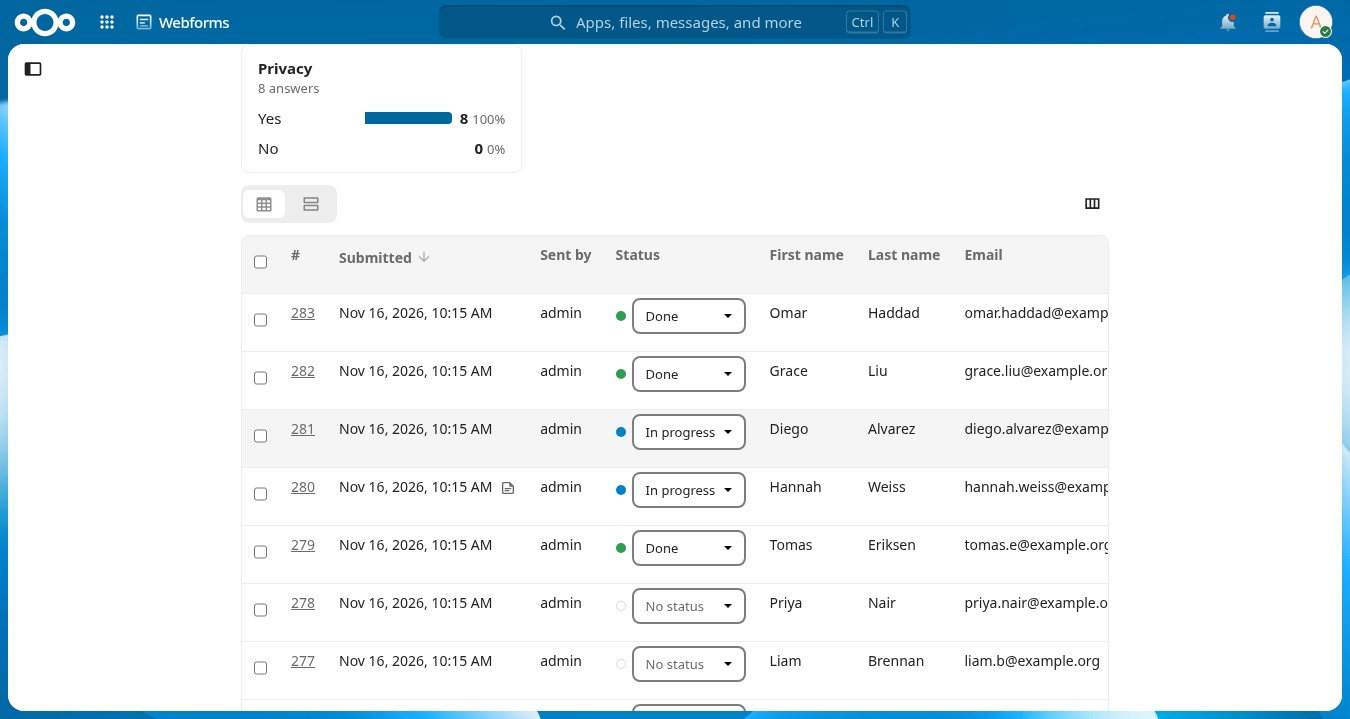 Webforms
Apps, files, messages, and more
Ctrl K
A
Privacy
8 answers
Yes 8 100%
No 0 0%
# Submitted Sent by Status First name Last name Email
283 Nov 16, 2026, 10:15 AM admin Done Omar Haddad omar.haddad@examp
282 Nov 16, 2026, 10:15 AM admin Done Grace Liu grace.liu@example.or
281 Nov 16, 2026, 10:15 AM admin In progress Diego Alvarez diego.alvarez@examp
280 Nov 16, 2026, 10:15 AM admin In progress Hannah Weiss hannah.weiss@examp
279 Nov 16, 2026, 10:15 AM admin Done Tomas Eriksen tomas.e@example.org
278 Nov 16, 2026, 10:15 AM admin No status Priya Nair priya.nair@example.o
277 Nov 16, 2026, 10:15 AM admin No status Liam Brennan liam.b@example.org